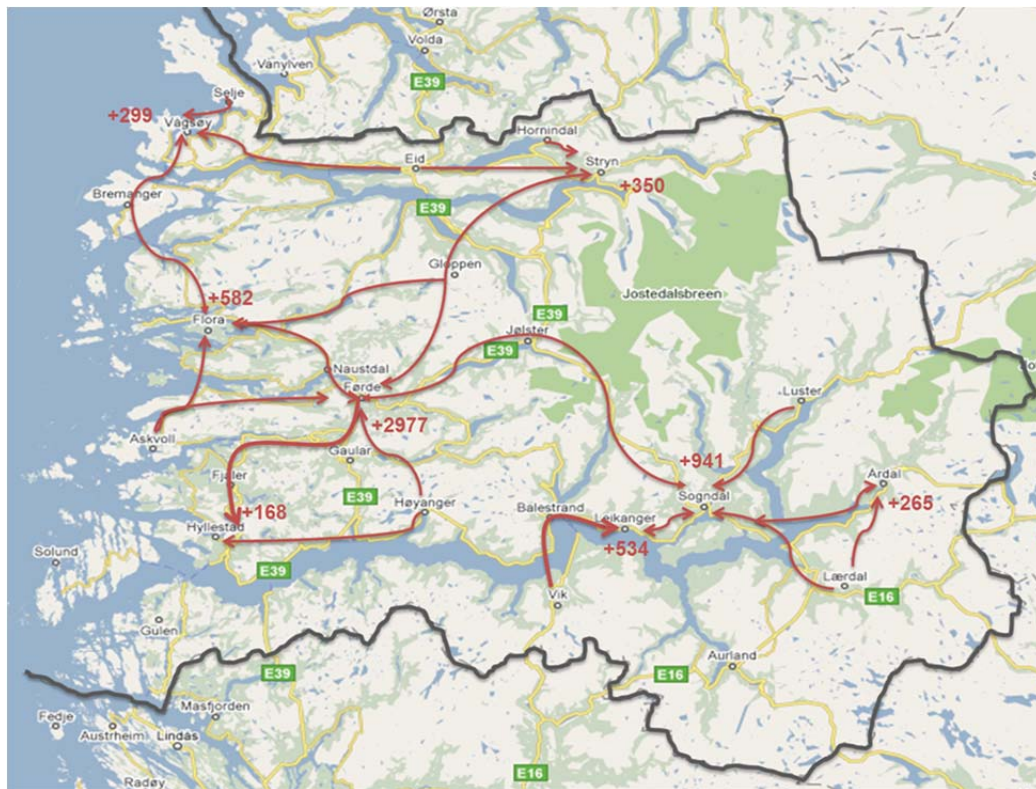 Ørsta
Volda
Vanylven
E39
Selje
+299
Vågsøy
Hornindal
Eid
Stryn
+350
Bremanger
E39
Gloppen
+582
Flora
Jostedalsbreen
E39
Jølster
E39
Naustdal
Førde
Luster
+2977
Askvoll
Gaular
+941
Fjaler
Årdal
E39
Høyanger
Sogndal
+265
+168
Balestrand
Leikanger
Hyllestad
+534
Solund
E39
Lærdal
Vik
E16
Gulen
Aurland
E39
E16
Masfjorden
Fedje
Austrheim
Lindås
E16
Radøy